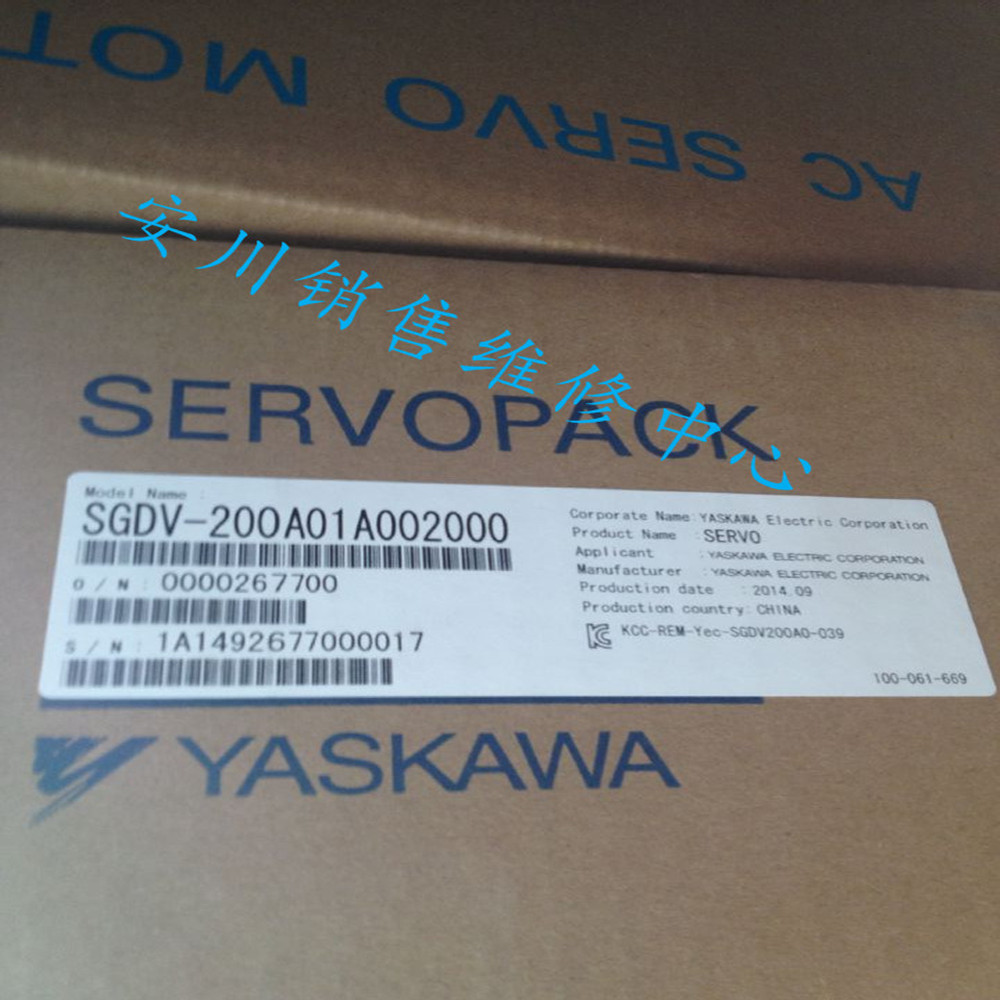 AC SERVO MOT
安川销售维修中心
SERVOPACK
Model Name :
SGDV-200A01A002000
O/N: 0000267700
S/N: 1A1492677000017
Corporate Name: YASKAWA Electric Corporation
Product Name : SERVO
Applicant : YASKAWA ELECTRIC CORPORATION
Manufacturer : YASKAWA ELECTRIC CORPORATION
Production date : 2014.09
Production country: CHINA
KCC-REM-Yec-SGDV200A0-039
100-061-669
YASKAWA